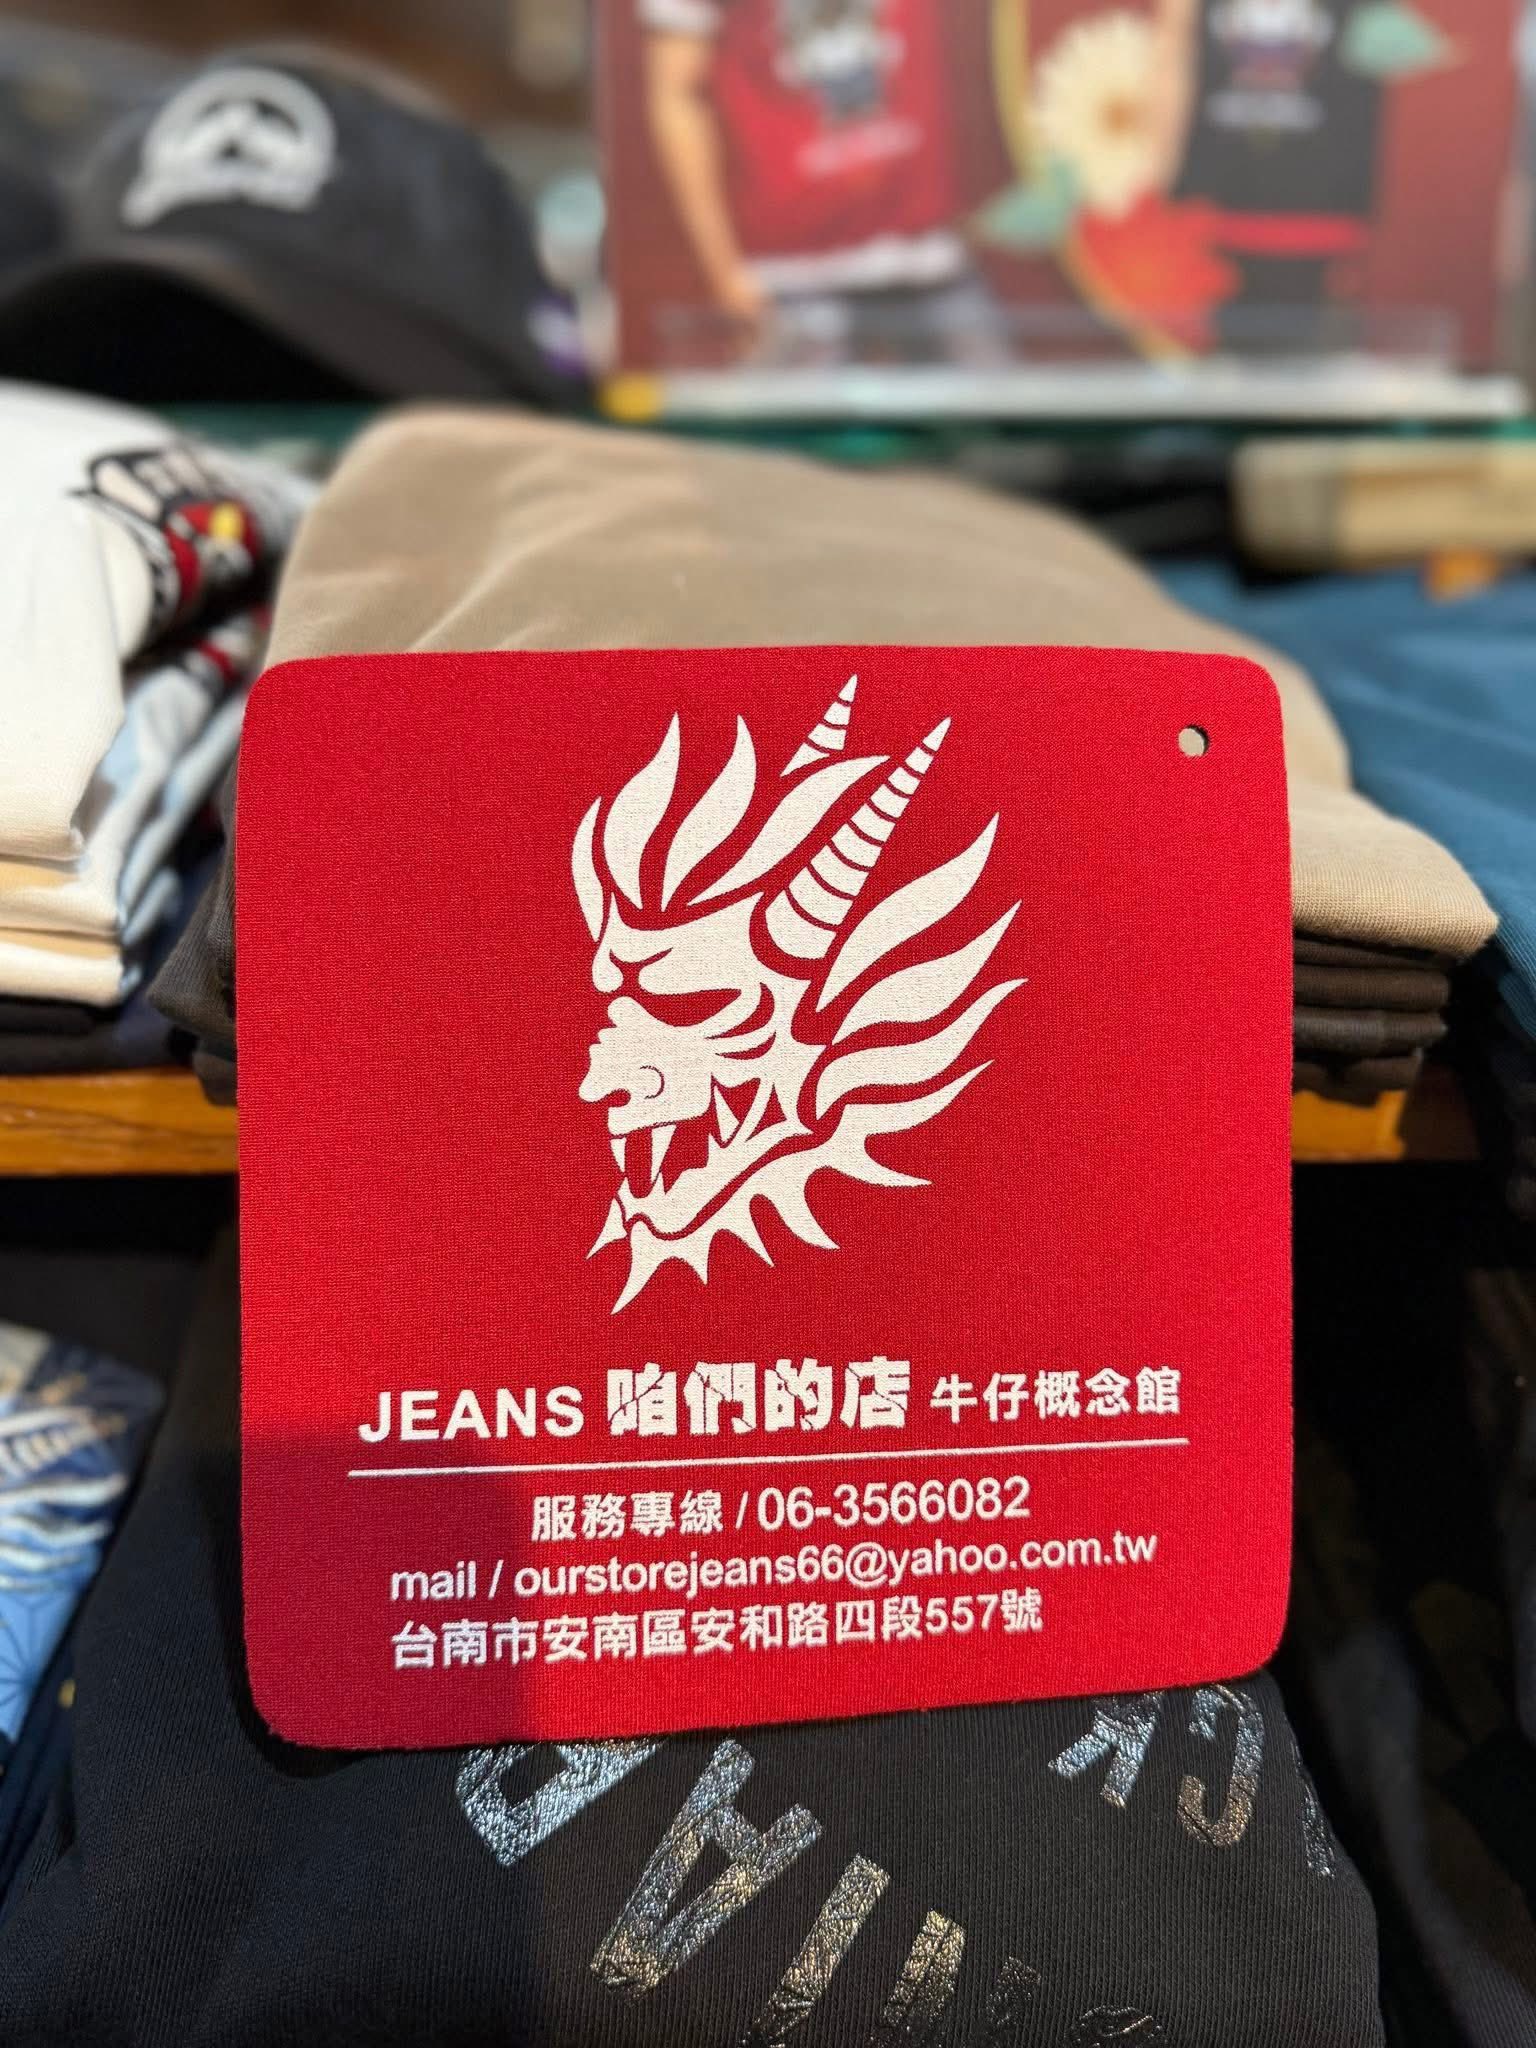 JEANS 咱們的店 牛仔概念館
服務專線 / 06-3566082
mail / ourstorejeans66@yahoo.com.tw
台南市安南區安和路四段557號